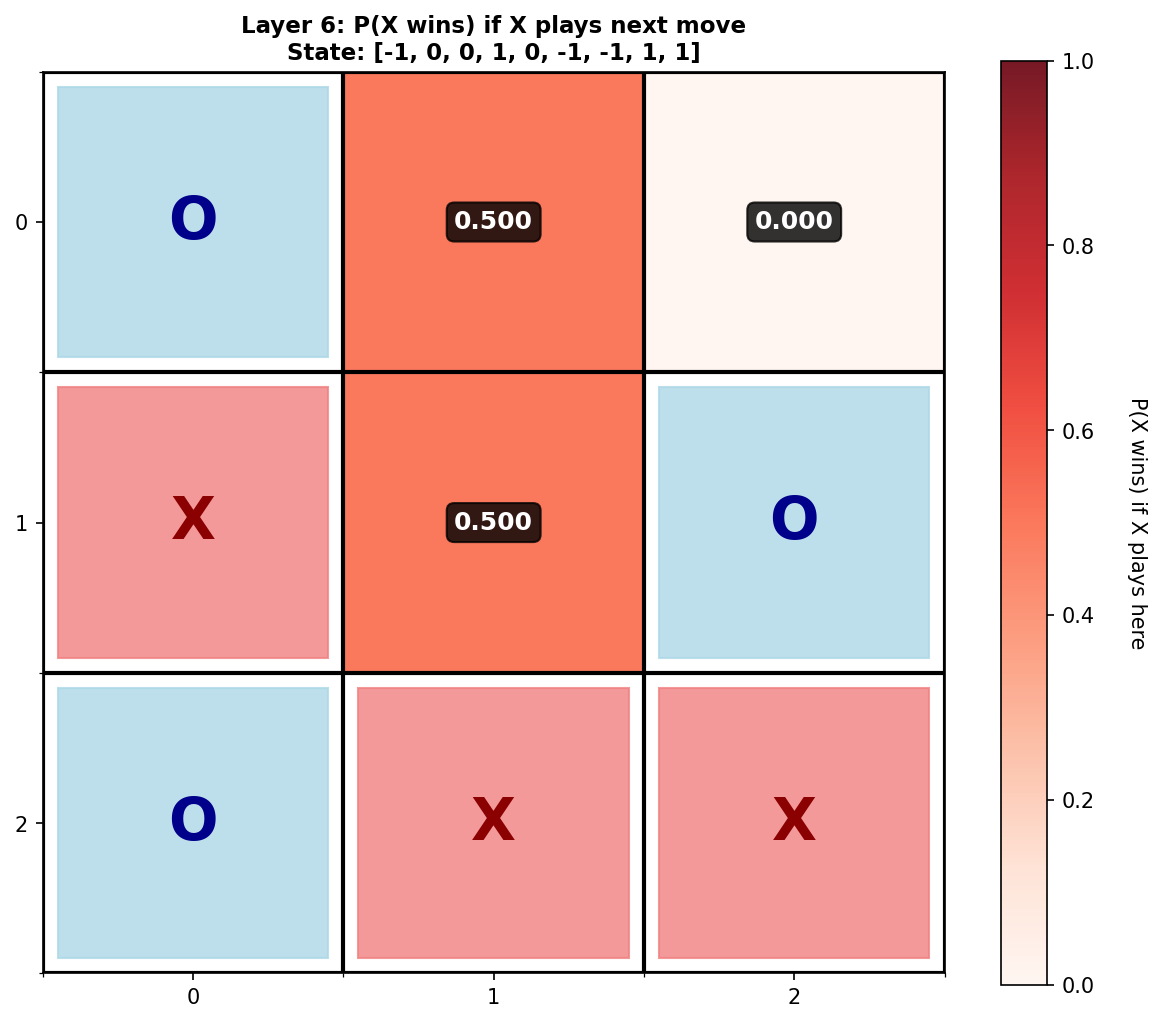 Layer 6: P(X wins) if X plays next move
State: [-1, 0, 0, 1, 0, -1, -1, 1, 1]
O
0.500
0.000
X
0.500
O
O
X
X
0
1
2
0
1
2
1.0
0.8
0.6
0.4
0.2
0.0
P(X wins) if X plays here